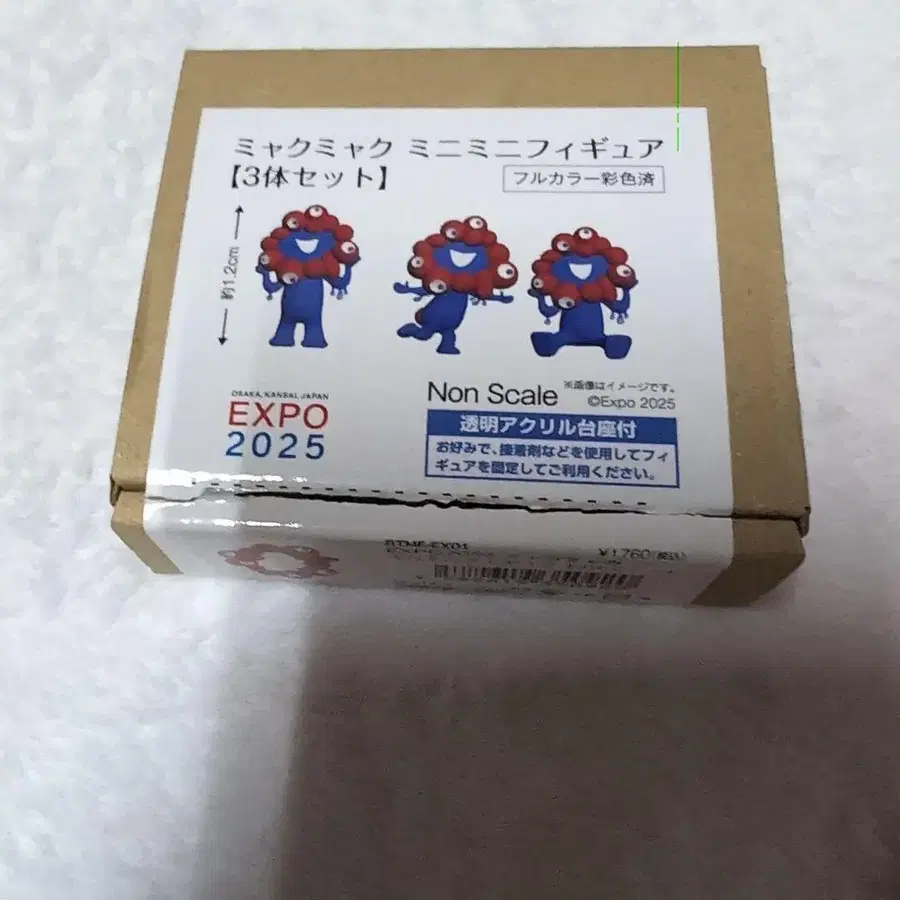 ミャクミャク ミニミニフィギュア
【3体セット】
フルカラー彩色済
約1.2cm
OSAKA, KANSAI, JAPAN
EXPO
2025
Non Scale
※画像はイメージです。
©Expo 2025
透明アクリル台座付
お好みで、接着剤などを使用してフィ
ギュアを固定してご利用ください。
¥1760(税込)